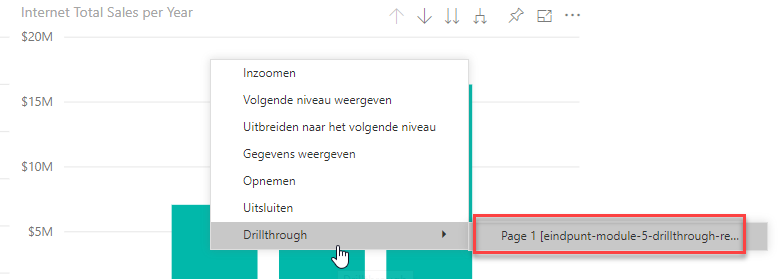 Internet Total Sales per Year
$20M
Inzoomen
Volgende niveau weergeven
$15M
Uitbreiden naar het volgende niveau
Gegevens weergeven
$10M
Opnemen
Uitsluiten
$5M
Drillthrough
Page 1 [eindpunt-module-5-drillthrough-re...